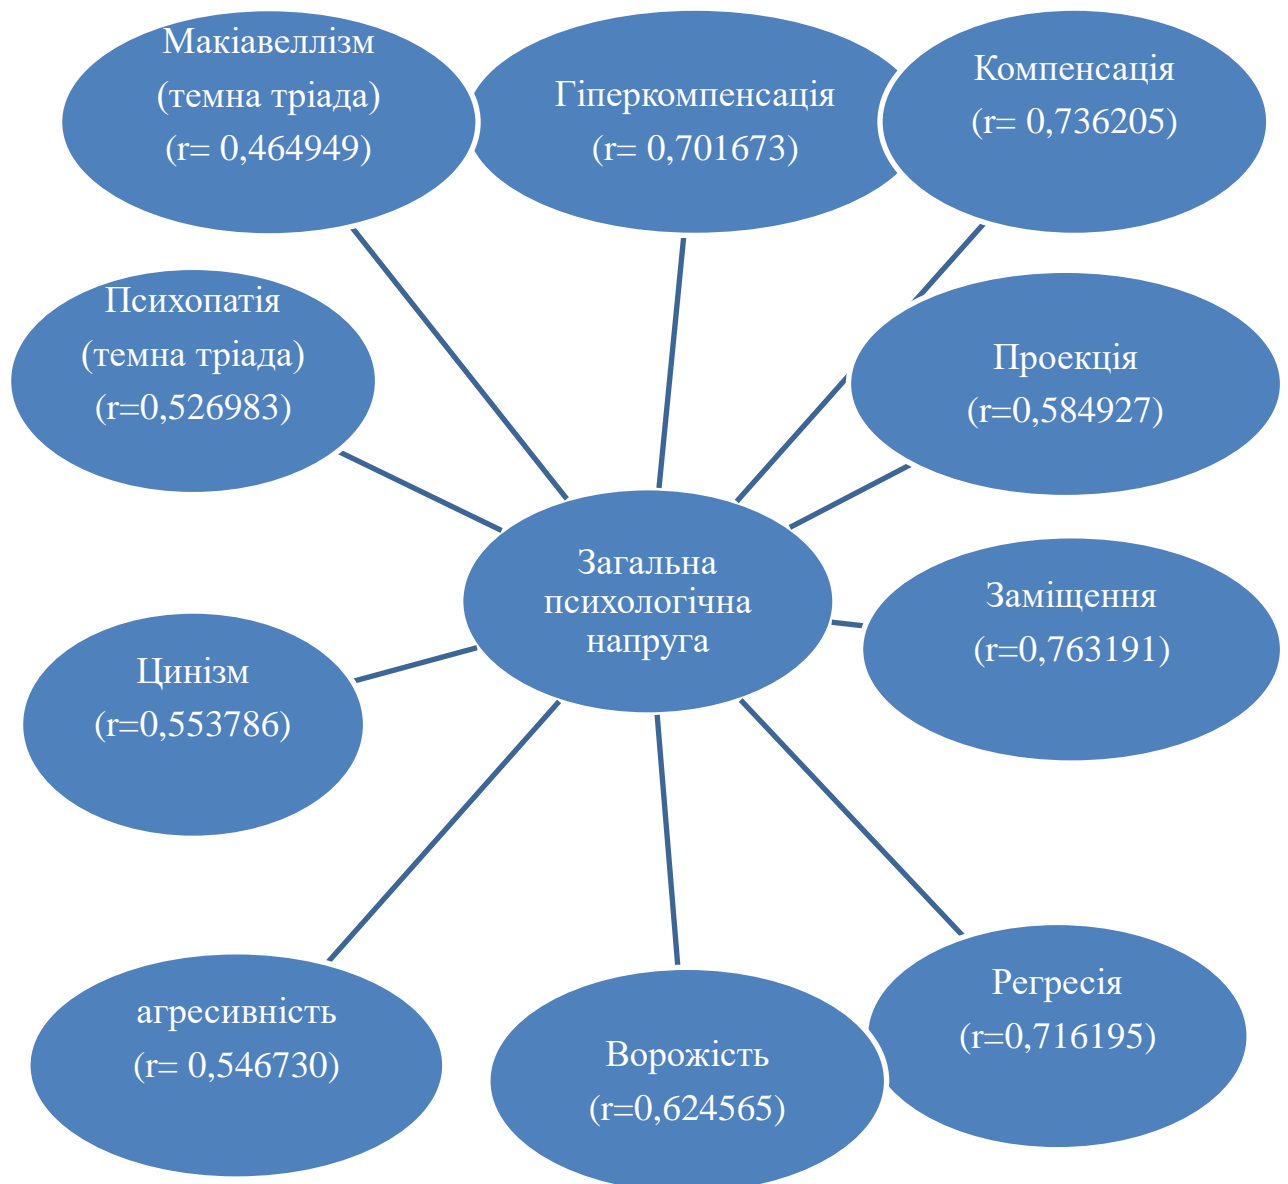 Макіавеллізм
(темна тріада)
(r= 0,464949)
Гіперкомпенсація
(r= 0,701673)
Компенсація
(r= 0,736205)
Психопатія
(темна тріада)
(r=0,526983)
Проекція
(r=0,584927)
Загальна
психологічна
напруга
Заміщення
(r=0,763191)
Цинізм
(r=0,553786)
агресивність
(r= 0,546730)
Ворожість
(r=0,624565)
Регресія
(r=0,716195)